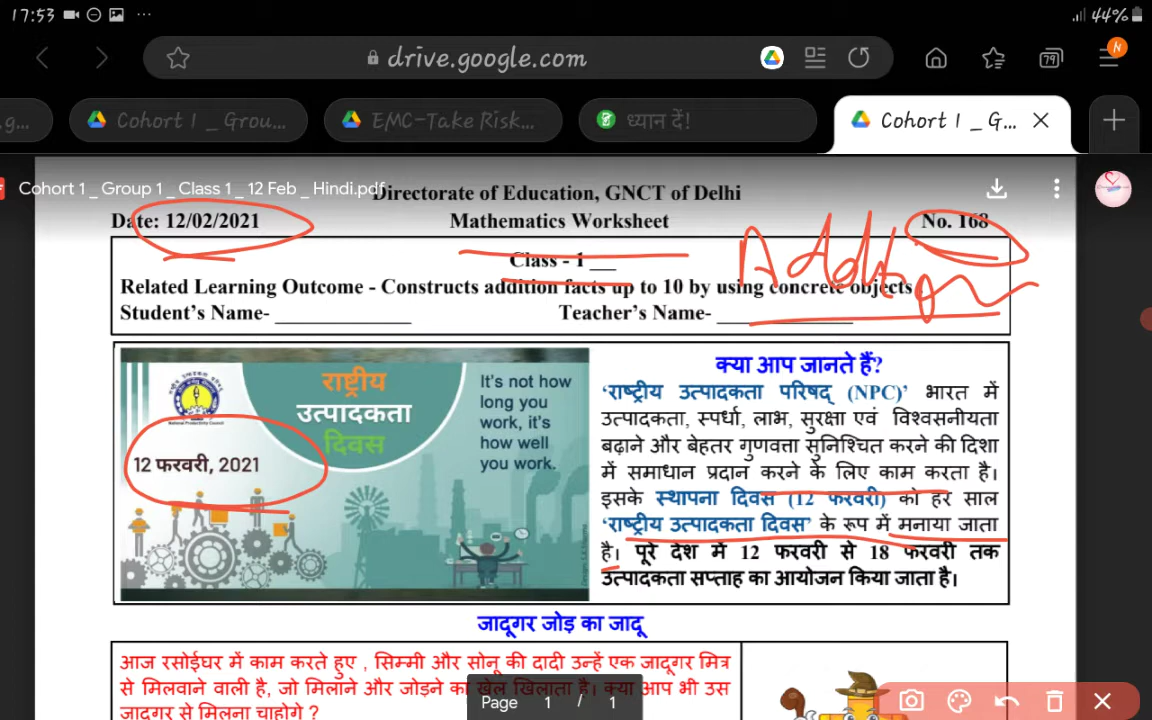 17:53
44%
drive.google.com
79
N
Cohort 1 _ Grou...
EMC-Take Risk...
ध्यान दें!
Cohort 1 _ G...
Cohort 1 _ Group 1 _ Class 1 _ 12 Feb _ Hindi.pdf
Directorate of Education, GNCT of Delhi
Date: 12/02/2021
Mathematics Worksheet
No. 168
Addition
Class - 1 __
Related Learning Outcome - Constructs addition facts up to 10 by using concrete objects
Student's Name- ______________
Teacher's Name- ______________
राष्ट्रीय
उत्पादकता
दिवस
National Productivity Council
12 फरवरी, 2021
It's not how
long you
work, it's
how well
you work.
क्या आप जानते हैं?
‘राष्ट्रीय उत्पादकता परिषद् (NPC)’ भारत में
उत्पादकता, स्पर्धा, लाभ, सुरक्षा एवं विश्वसनीयता
बढ़ाने और बेहतर गुणवत्ता सुनिश्चित करने की दिशा
में समाधान प्रदान करने के लिए काम करता है।
इसके स्थापना दिवस (12 फरवरी) को हर साल
‘राष्ट्रीय उत्पादकता दिवस’ के रूप में मनाया जाता
है। पूरे देश में 12 फरवरी से 18 फरवरी तक
उत्पादकता सप्ताह का आयोजन किया जाता है।
जादूगर जोड़ का जादू
आज रसोईघर में काम करते हुए , सिम्मी और सोनू की दादी उन्हें एक जादूगर मित्र
से मिलवाने वाली है, जो मिलाने और जोड़ने का खेल खिलाता है। क्या आप भी उस
जादूगर से मिलना चाहोगे ?
Page 1 / 1